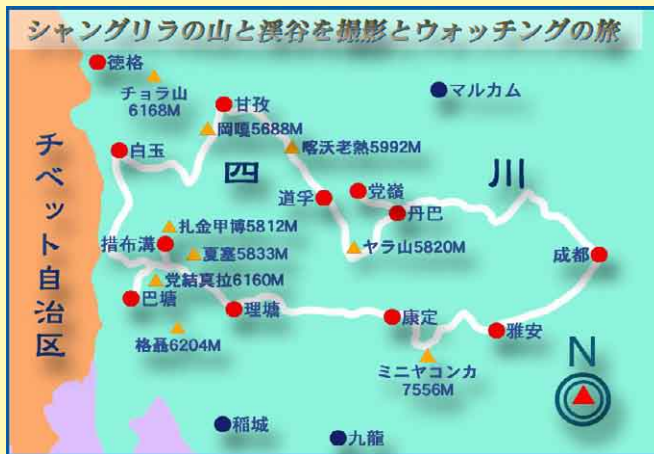 シャングリラの山と渓谷を撮影とウォッチングの旅
徳格
チョラ山
6168M
マルカム
甘孜
岡嘎5688M
喀沃老熱5992M
白玉
四川
チベット自治区
道孚
党嶺
丹巴
扎金甲博5812M
措布溝
夏塞5833M
ヤラ山5820M
成都
党結真拉6160M
巴塘
理塘
康定
雅安
格聶6204M
ミニヤコンカ
7556M
N
稲城
九龍